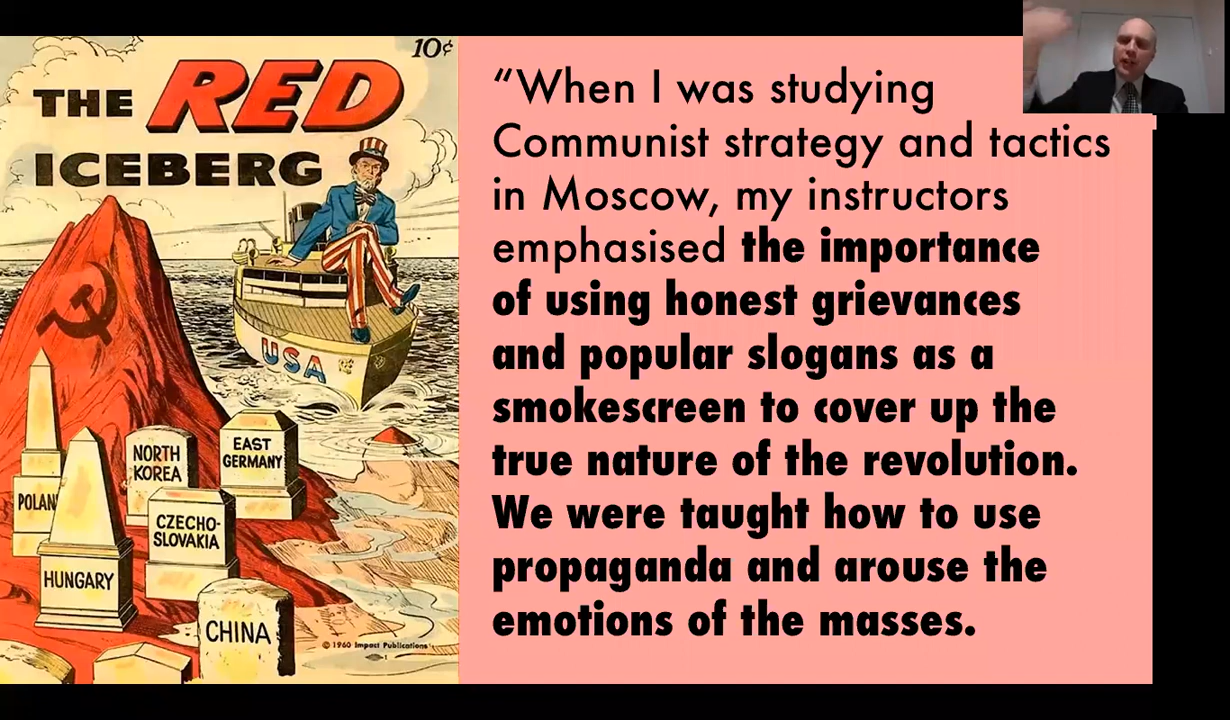 10¢
THE RED
ICEBERG
USA
POLAN
NORTH
KOREA
EAST
GERMANY
CZECHO-
SLOVAKIA
HUNGARY
CHINA
© 1960 Impact Publications
“When I was studying
Communist strategy and tactics
in Moscow, my instructors
emphasised the importance
of using honest grievances
and popular slogans as a
smokescreen to cover up the
true nature of the revolution.
We were taught how to use
propaganda and arouse the
emotions of the masses.